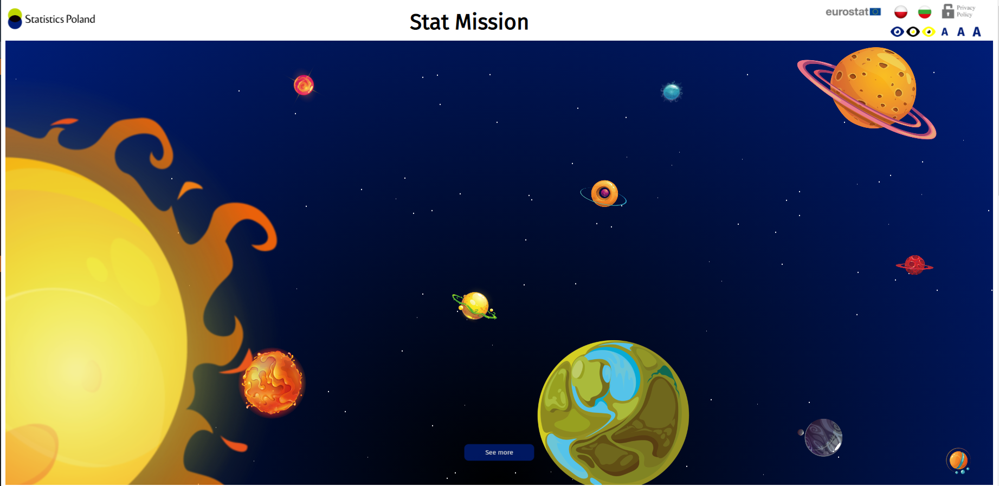 Statistics Poland
Stat Mission
eurostat
Privacy
Policy
A A A
See more